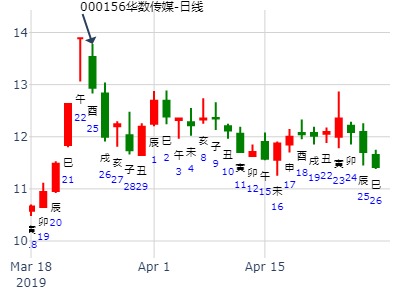 000156华数传媒-日线
14
13
12
11
10
寅
18
卯
19
辰
20
巳
21
午
22
酉
25
戌
26
亥
27
子
28
丑
29
辰
1
巳
2
午
3
未
4
亥
8
子
9
丑
10
寅
11
卯
12
午
15
未
16
申
17
酉
18
戌
19
丑
22
寅
23
卯
24
辰
25
巳
26
Mar 18
2019
Apr 1
Apr 15